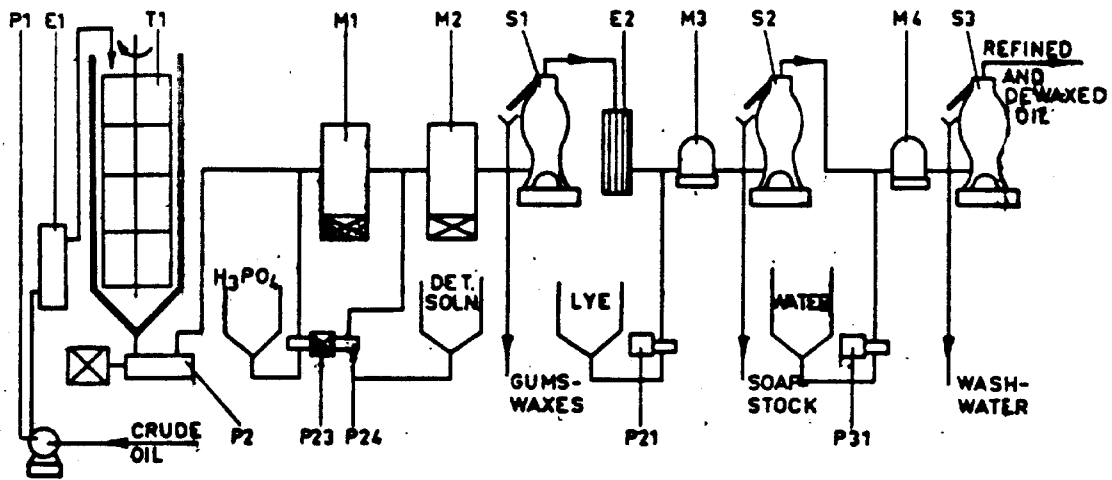 P1 E1 T1 M1 M2 S1 E2 M3 S2 M4 S3
REFINED
AND
DEWAXED
OIL
H3PO4
DET.
SOLN
LYE
WATER
GUMS-
WAXES
SOAP-
STOCK
WASH-
WATER
CRUDE
OIL
P2 P23 P24 P21 P31